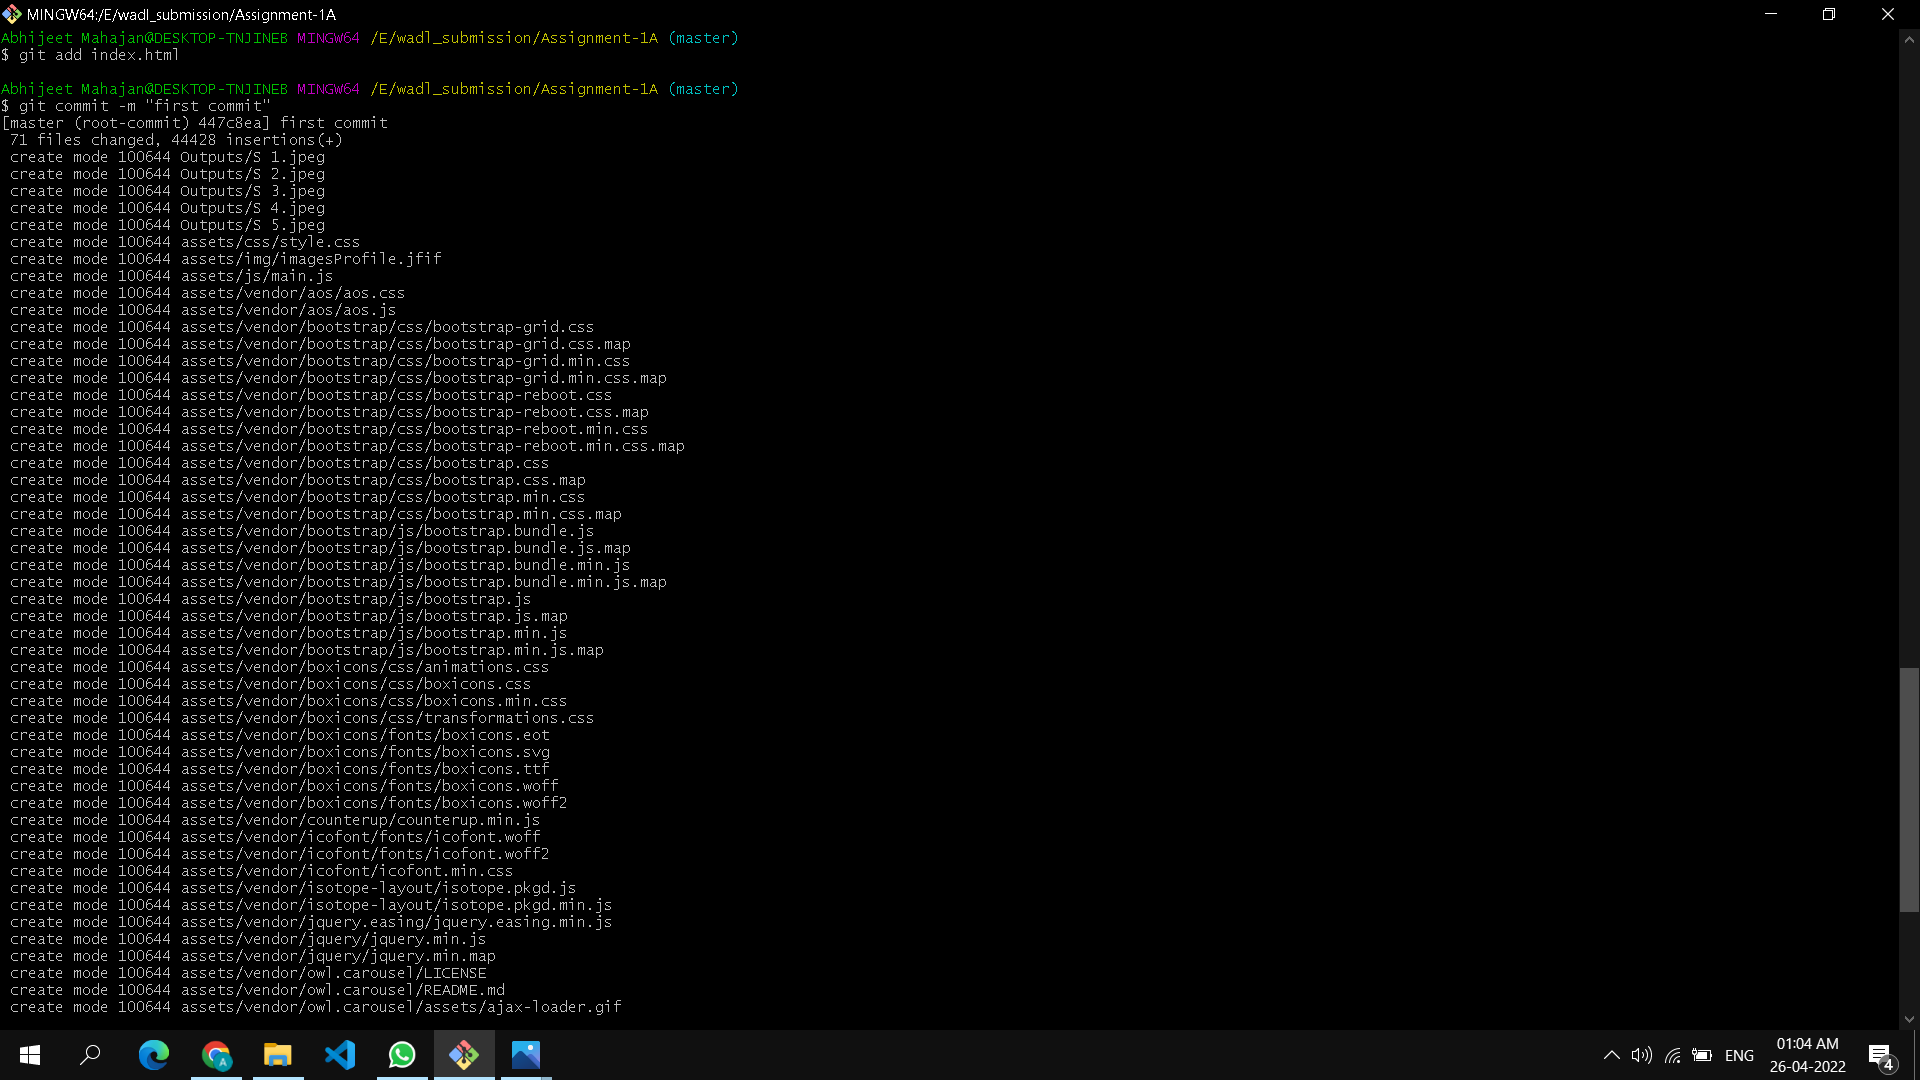 MINGW64:/E/wadl_submission/Assignment-1A
Abhijeet Mahajan@DESKTOP-TNJINEB MINGW64 /E/wadl_submission/Assignment-1A (master)
$ git add index.html
Abhijeet Mahajan@DESKTOP-TNJINEB MINGW64 /E/wadl_submission/Assignment-1A (master)
$ git commit -m "first commit"
[master (root-commit) 447c8ea] first commit
71 files changed, 44428 insertions(+)
create mode 100644 Outputs/S 1.jpeg
create mode 100644 Outputs/S 2.jpeg
create mode 100644 Outputs/S 3.jpeg
create mode 100644 Outputs/S 4.jpeg
create mode 100644 Outputs/S 5.jpeg
create mode 100644 assets/css/style.css
create mode 100644 assets/img/imagesProfile.jfif
create mode 100644 assets/js/main.js
create mode 100644 assets/vendor/aos/aos.css
create mode 100644 assets/vendor/aos/aos.js
create mode 100644 assets/vendor/bootstrap/css/bootstrap-grid.css
create mode 100644 assets/vendor/bootstrap/css/bootstrap-grid.css.map
create mode 100644 assets/vendor/bootstrap/css/bootstrap-grid.min.css
create mode 100644 assets/vendor/bootstrap/css/bootstrap-grid.min.css.map
create mode 100644 assets/vendor/bootstrap/css/bootstrap-reboot.css
create mode 100644 assets/vendor/bootstrap/css/bootstrap-reboot.css.map
create mode 100644 assets/vendor/bootstrap/css/bootstrap-reboot.min.css
create mode 100644 assets/vendor/bootstrap/css/bootstrap-reboot.min.css.map
create mode 100644 assets/vendor/bootstrap/css/bootstrap.css
create mode 100644 assets/vendor/bootstrap/css/bootstrap.css.map
create mode 100644 assets/vendor/bootstrap/css/bootstrap.min.css
create mode 100644 assets/vendor/bootstrap/css/bootstrap.min.css.map
create mode 100644 assets/vendor/bootstrap/js/bootstrap.bundle.js
create mode 100644 assets/vendor/bootstrap/js/bootstrap.bundle.js.map
create mode 100644 assets/vendor/bootstrap/js/bootstrap.bundle.min.js
create mode 100644 assets/vendor/bootstrap/js/bootstrap.bundle.min.js.map
create mode 100644 assets/vendor/bootstrap/js/bootstrap.js
create mode 100644 assets/vendor/bootstrap/js/bootstrap.js.map
create mode 100644 assets/vendor/bootstrap/js/bootstrap.min.js
create mode 100644 assets/vendor/bootstrap/js/bootstrap.min.js.map
create mode 100644 assets/vendor/boxicons/css/animations.css
create mode 100644 assets/vendor/boxicons/css/boxicons.css
create mode 100644 assets/vendor/boxicons/css/boxicons.min.css
create mode 100644 assets/vendor/boxicons/css/transformations.css
create mode 100644 assets/vendor/boxicons/fonts/boxicons.eot
create mode 100644 assets/vendor/boxicons/fonts/boxicons.svg
create mode 100644 assets/vendor/boxicons/fonts/boxicons.ttf
create mode 100644 assets/vendor/boxicons/fonts/boxicons.woff
create mode 100644 assets/vendor/boxicons/fonts/boxicons.woff2
create mode 100644 assets/vendor/counterup/counterup.min.js
create mode 100644 assets/vendor/icofont/fonts/icofont.woff
create mode 100644 assets/vendor/icofont/fonts/icofont.woff2
create mode 100644 assets/vendor/icofont/icofont.min.css
create mode 100644 assets/vendor/isotope-layout/isotope.pkgd.js
create mode 100644 assets/vendor/isotope-layout/isotope.pkgd.min.js
create mode 100644 assets/vendor/jquery.easing/jquery.easing.min.js
create mode 100644 assets/vendor/jquery/jquery.min.js
create mode 100644 assets/vendor/jquery/jquery.min.map
create mode 100644 assets/vendor/owl.carousel/LICENSE
create mode 100644 assets/vendor/owl.carousel/README.md
create mode 100644 assets/vendor/owl.carousel/assets/ajax-loader.gif
A
ENG
01:04 AM
26-04-2022
4